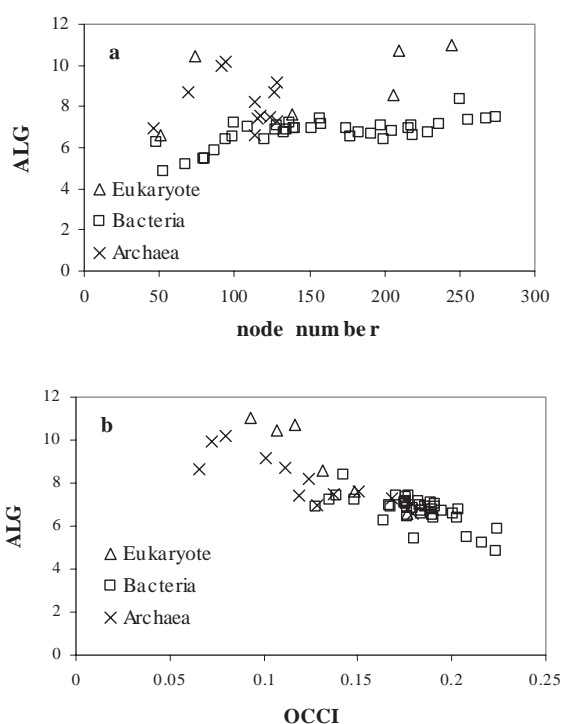 a
12
10
8
6
4
2
0
ALG
Eukaryote
Bacteria
Archaea
0 50 100 150 200 250 300
node number
b
12
10
8
6
4
2
0
ALG
Eukaryote
Bacteria
Archaea
0 0.05 0.1 0.15 0.2 0.25
OCCI